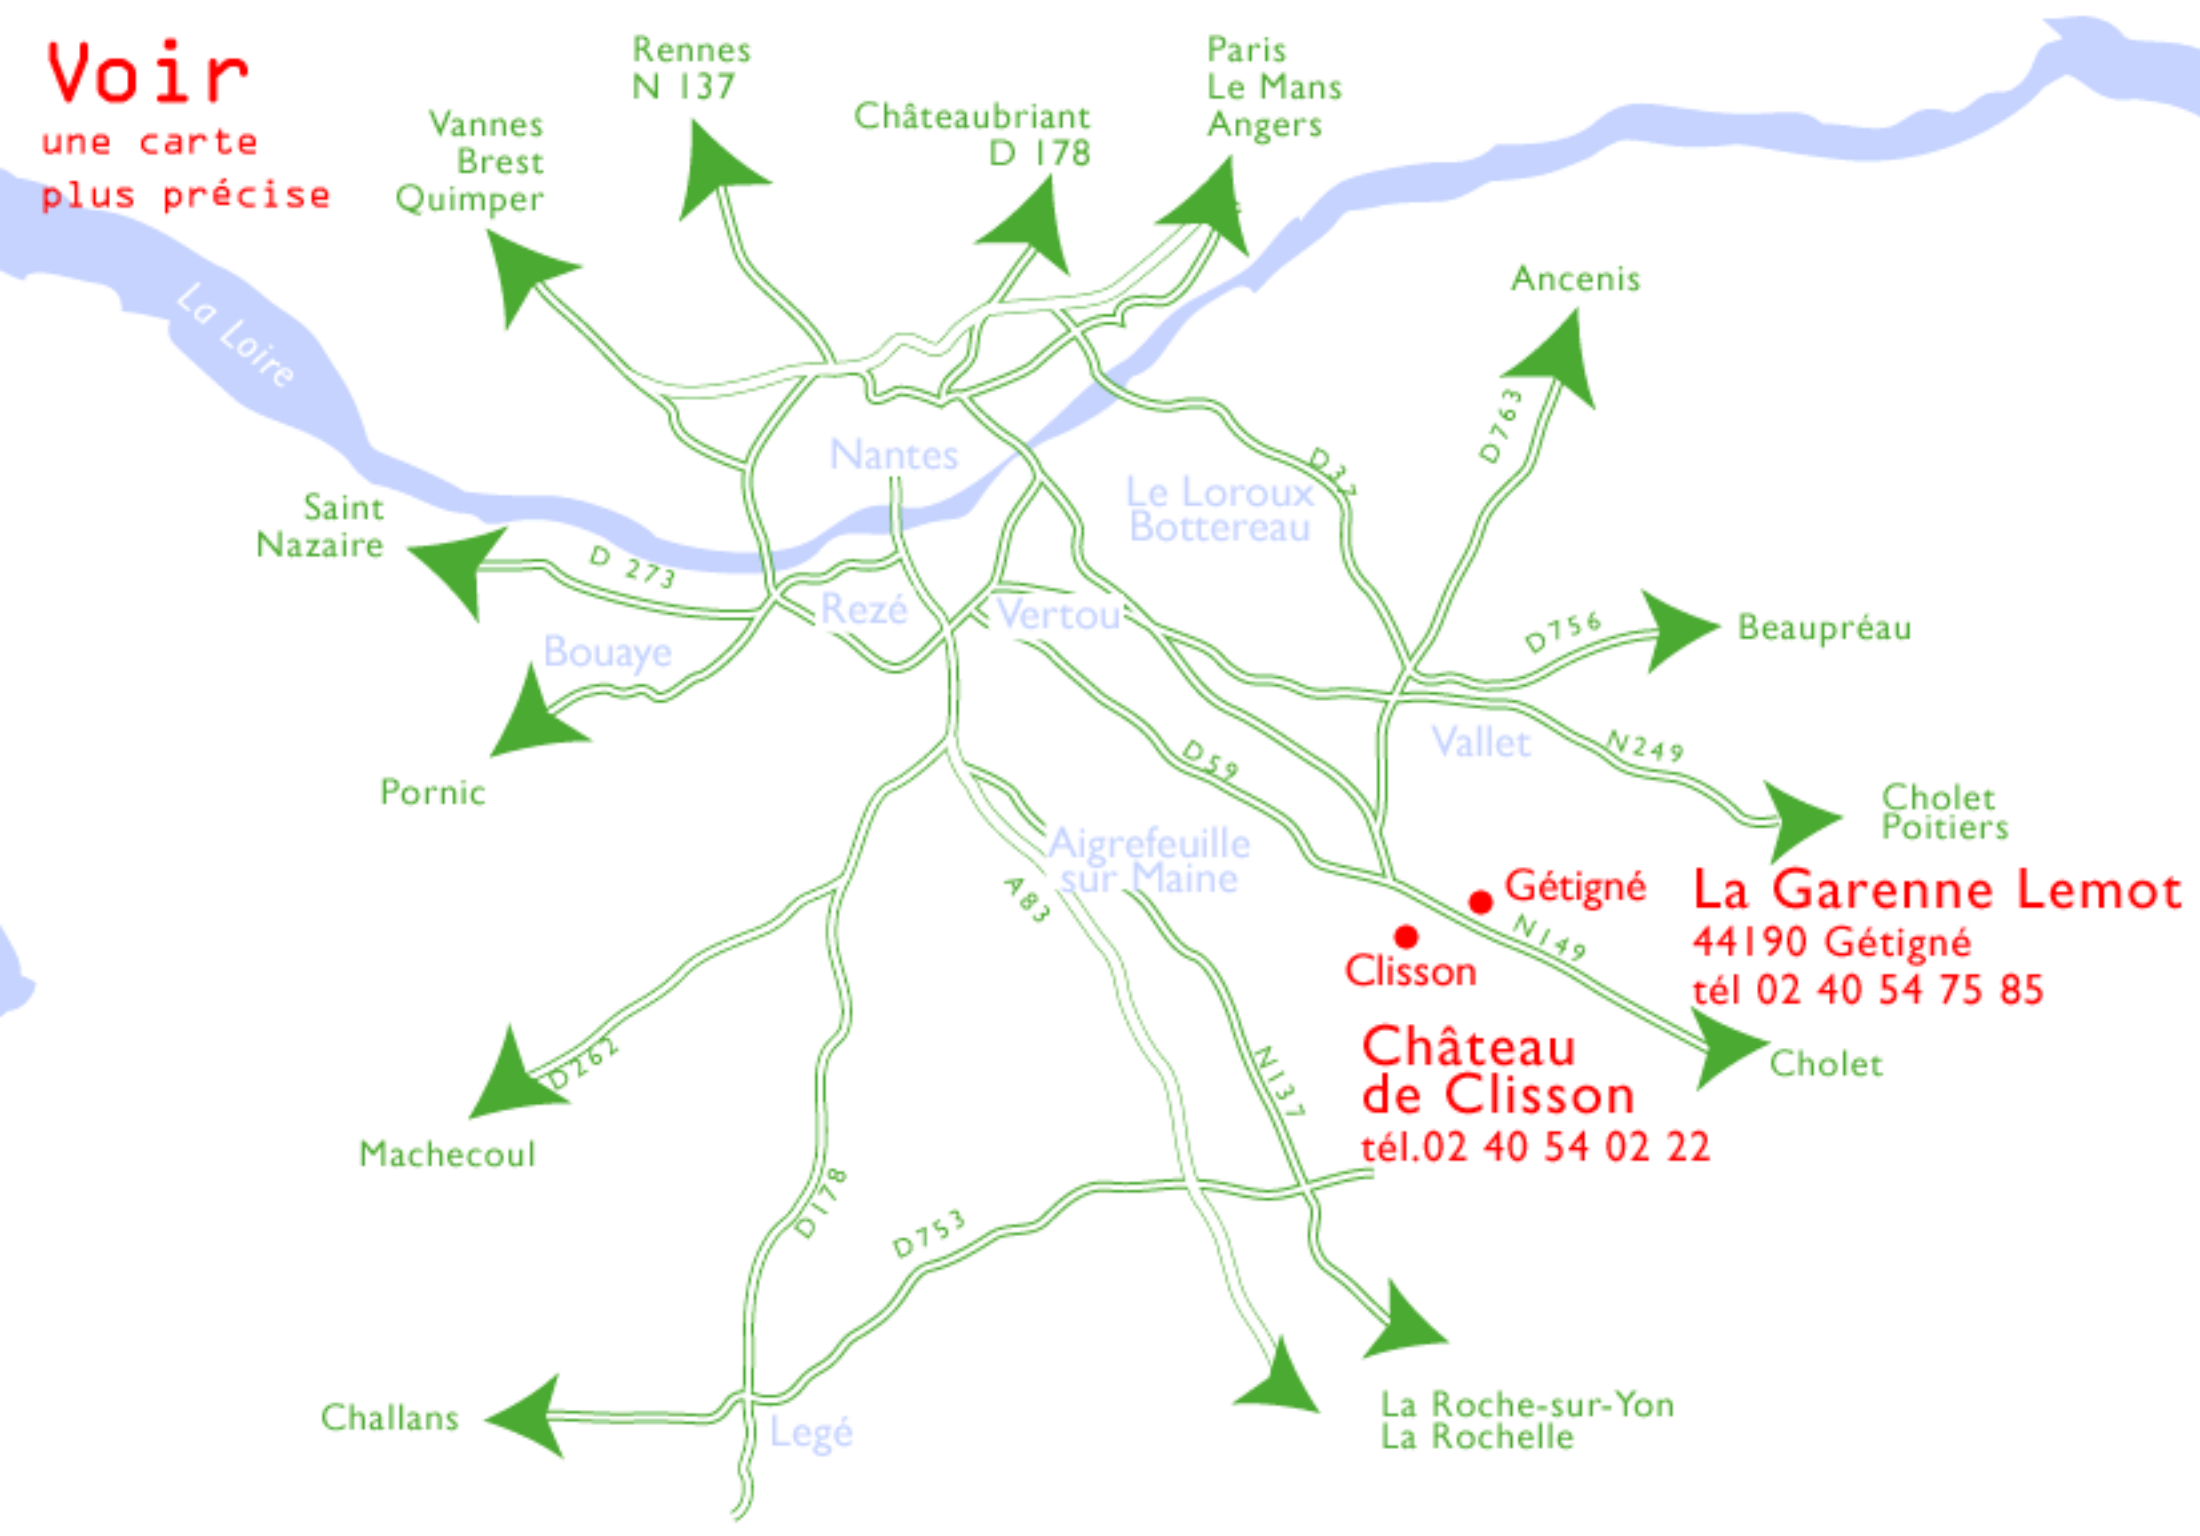 Voir
une carte
plus précise
Rennes
N 137
Paris
Le Mans
Angers
Châteaubriant
D 178
Vannes
Brest
Quimper
La Loire
Ancenis
D763
Nantes
D37
Le Loroux
Bottereau
Saint
Nazaire
D 273
Rezé
Vertou
Bouaye
D756
Beaupréau
Vallet
N249
D59
Pornic
Cholet
Poitiers
Aigrefeuille
sur Maine
A83
Gétigné
Clisson
N149
La Garenne Lemot
44190 Gétigné
tél 02 40 54 75 85
Château
de Clisson
tél.02 40 54 02 22
Cholet
D262
N137
Machecoul
D178
D753
Challans
Legé
La Roche-sur-Yon
La Rochelle